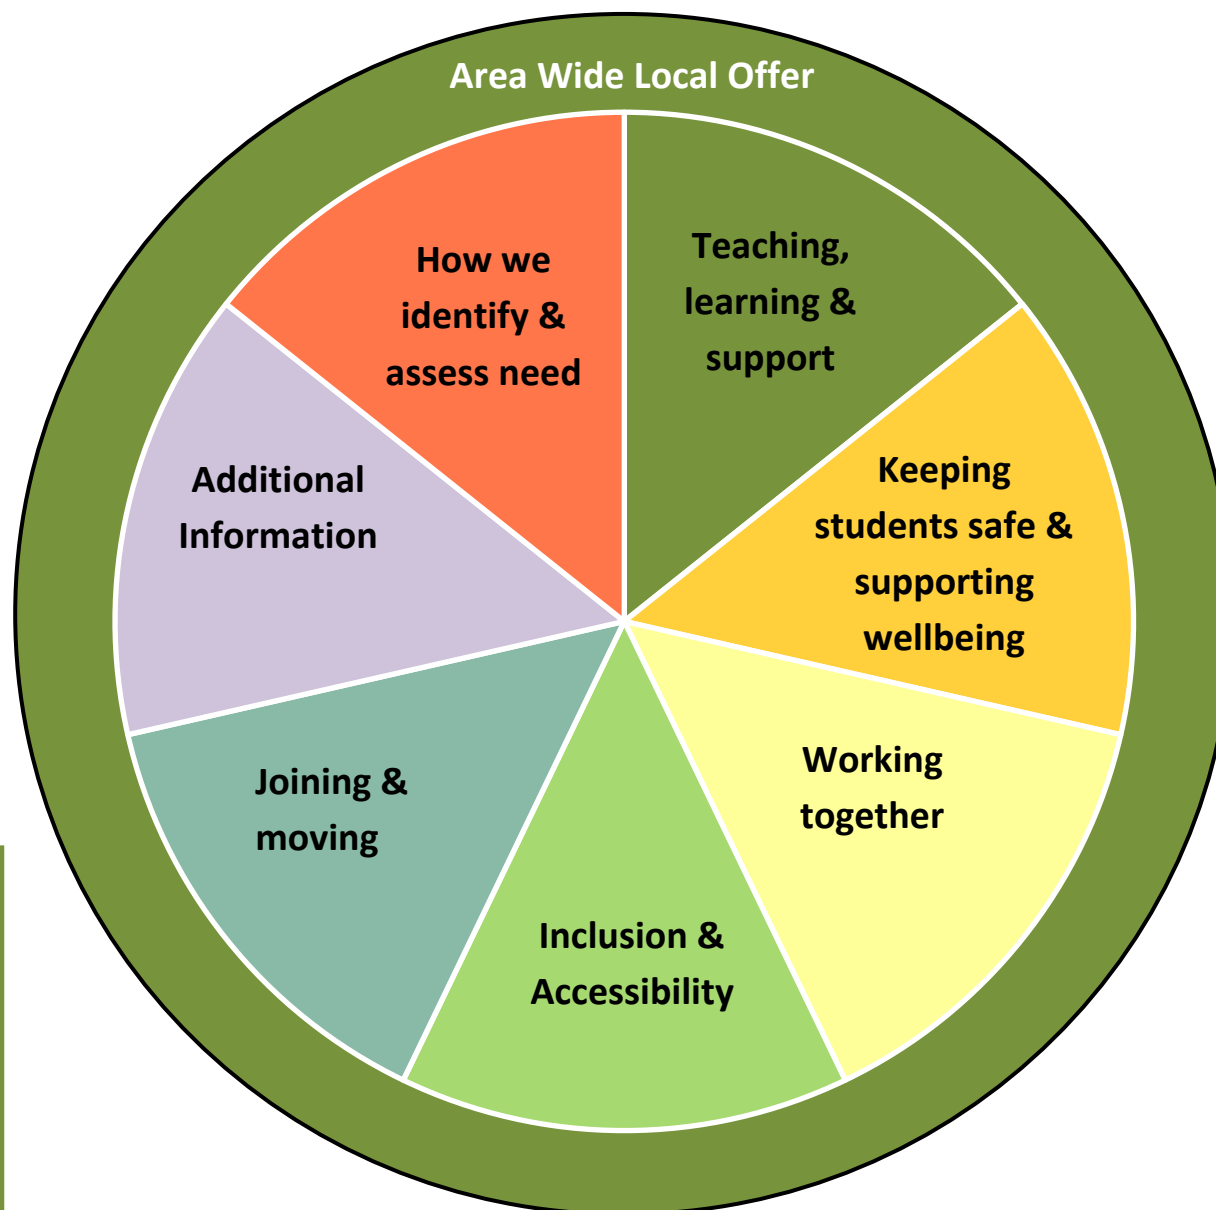 Area Wide Local Offer
How we
identify &
assess need
Teaching,
learning &
support
Keeping
students safe &
supporting
wellbeing
Working
together
Inclusion &
Accessibility
Joining &
moving
Additional
Information